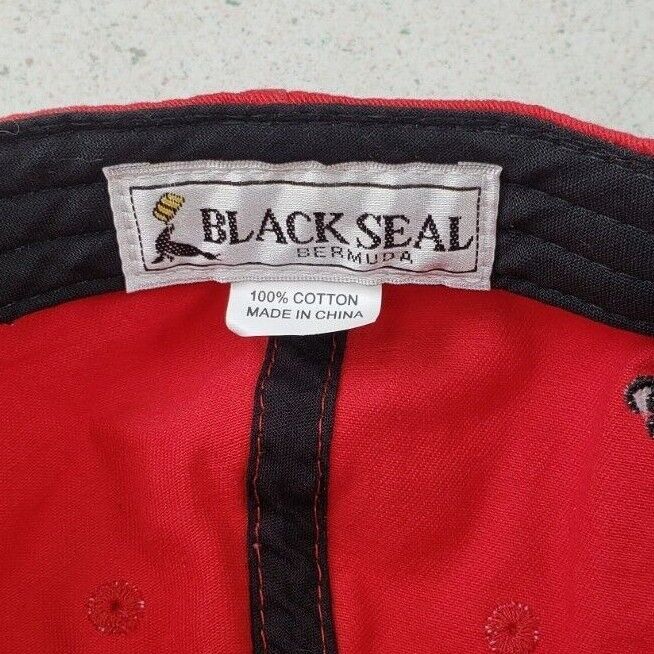 BLACK SEAL
BERMUDA
100% COTTON
MADE IN CHINA